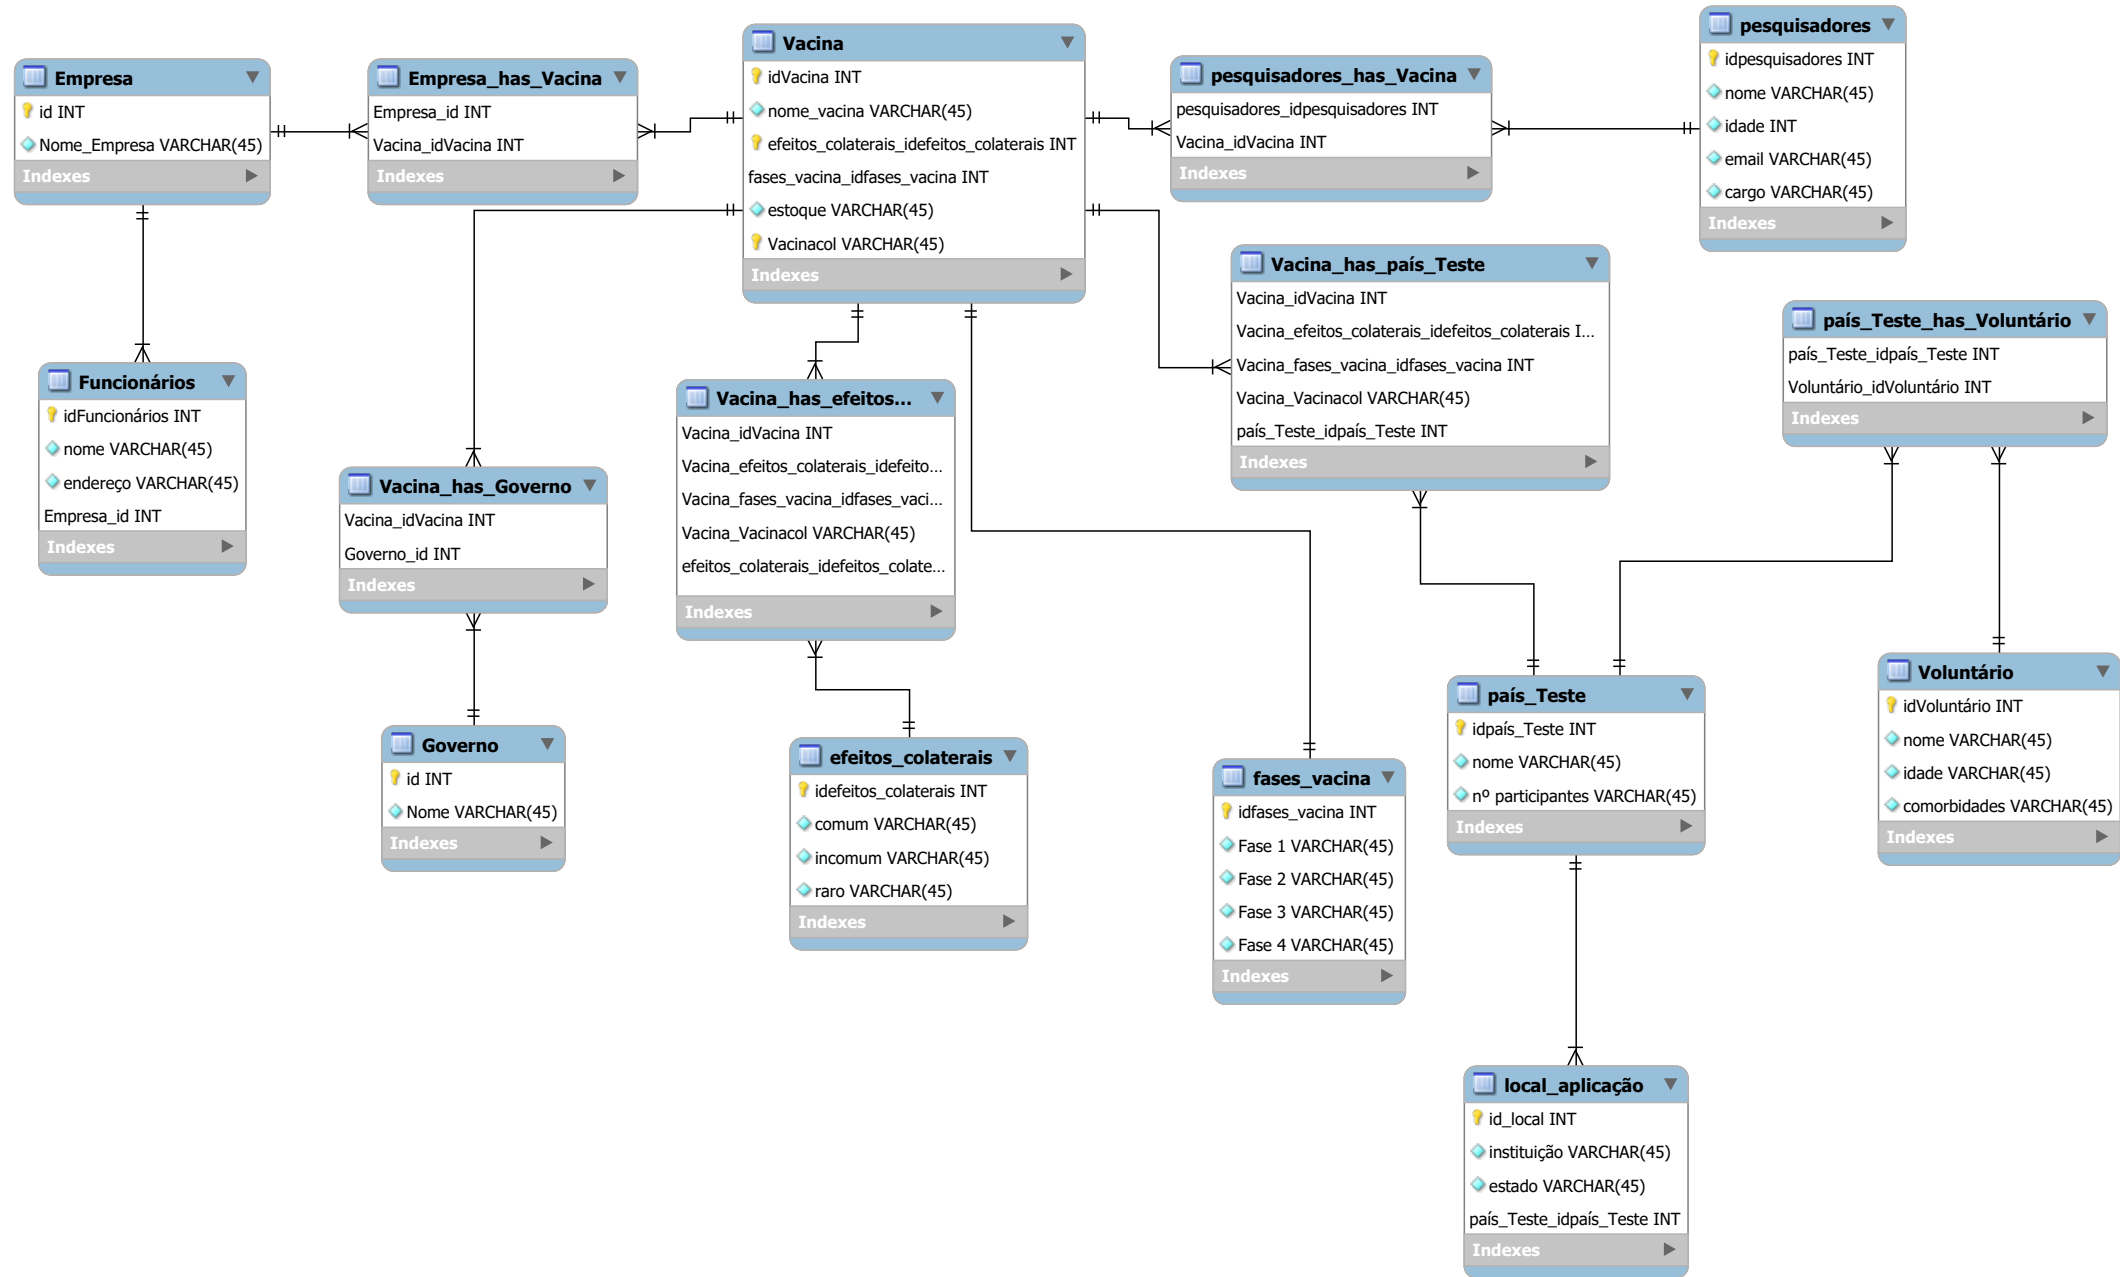 Empresa
id INT
Nome_Empresa VARCHAR(45)
Indexes
Empresa_has_Vacina
Empresa_id INT
Vacina_idVacina INT
Indexes
Vacina
idVacina INT
nome_vacina VARCHAR(45)
efeitos_colaterais_idefeitos_colaterais INT
fases_vacina_idfases_vacina INT
estoque VARCHAR(45)
Vacinacol VARCHAR(45)
Indexes
pesquisadores_has_Vacina
pesquisadores_idpesquisadores INT
Vacina_idVacina INT
Indexes
pesquisadores
idpesquisadores INT
nome VARCHAR(45)
idade INT
email VARCHAR(45)
cargo VARCHAR(45)
Indexes
Vacina_has_país_Teste
Vacina_idVacina INT
Vacina_efeitos_colaterais_idefeitos_colaterais I...
Vacina_fases_vacina_idfases_vacina INT
Vacina_Vacinacol VARCHAR(45)
país_Teste_idpaís_Teste INT
Indexes
país_Teste_has_Voluntário
país_Teste_idpaís_Teste INT
Voluntário_idVoluntário INT
Indexes
Funcionários
idFuncionários INT
nome VARCHAR(45)
endereço VARCHAR(45)
Empresa_id INT
Indexes
Vacina_has_Governo
Vacina_idVacina INT
Governo_id INT
Indexes
Vacina_has_efeitos...
Vacina_idVacina INT
Vacina_efeitos_colaterais_idefeito...
Vacina_fases_vacina_idfases_vaci...
Vacina_Vacinacol VARCHAR(45)
efeitos_colaterais_idefeitos_colate...
Indexes
Governo
id INT
Nome VARCHAR(45)
Indexes
efeitos_colaterais
idefeitos_colaterais INT
comum VARCHAR(45)
incomum VARCHAR(45)
raro VARCHAR(45)
Indexes
fases_vacina
idfases_vacina INT
Fase 1 VARCHAR(45)
Fase 2 VARCHAR(45)
Fase 3 VARCHAR(45)
Fase 4 VARCHAR(45)
Indexes
país_Teste
idpaís_Teste INT
nome VARCHAR(45)
nº participantes VARCHAR(45)
Indexes
Voluntário
idVoluntário INT
nome VARCHAR(45)
idade VARCHAR(45)
comorbidades VARCHAR(45)
Indexes
local_aplicação
id_local INT
instituição VARCHAR(45)
estado VARCHAR(45)
país_Teste_idpaís_Teste INT
Indexes